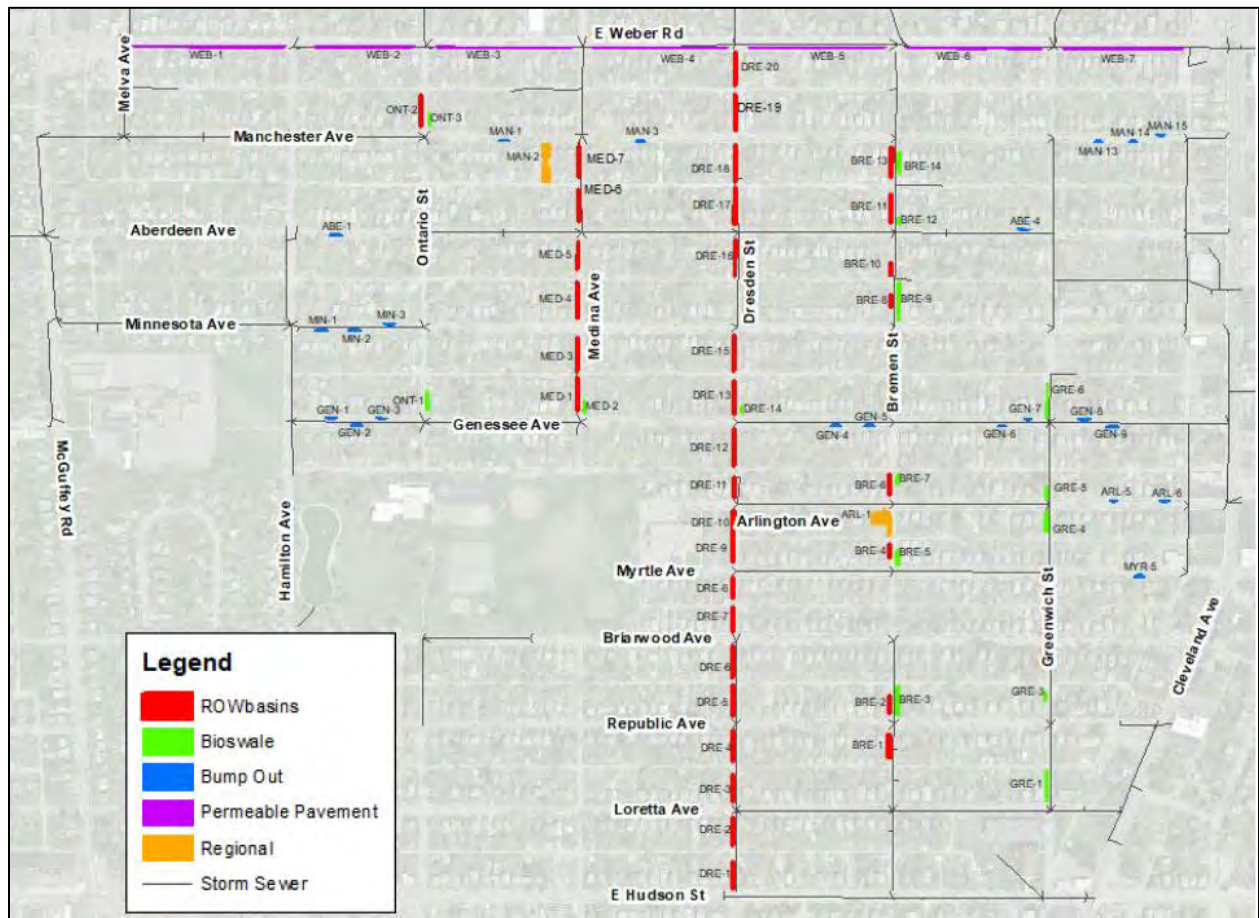 E Weber Rd
WEB-1
WEB-2
WEB-3
WEB-4
WEB-5
WEB-6
WEB-7
Melva Ave
DRE-20
ONT-2
ONT-3
DRE-19
Manchester Ave
MAN-1
MAN-3
MAN-13
MAN-14
MAN-15
MAN-2
MED-7
DRE-18
BRE-13
BRE-14
MED-6
DRE-17
BRE-11
BRE-12
Aberdeen Ave
ABE-1
Ontario St
ABE-4
MED-5
DRE-16
Dresden St
BRE-10
MED-4
BRE-8
BRE-9
Minnesota Ave
MIN-1
MIN-2
MIN-3
Medina Ave
MED-3
DRE-15
Bremen St
ONT-1
MED-1
MED-2
DRE-13
DRE-14
GRE-6
GEN-1
GEN-2
GEN-3
Genessee Ave
GEN-4
GEN-5
GEN-6
GEN-7
GEN-8
GEN-9
McGuffey Rd
DRE-12
DRE-11
BRE-6
BRE-7
GRE-5
ARL-5
ARL-6
Hamilton Ave
DRE-10
Arlington Ave
ARL-1
GRE-4
DRE-9
BRE-4
BRE-5
Myrtle Ave
MYR-5
DRE-8
DRE-7
Greenwich St
Briarwood Ave
Cleveland Ave
DRE-6
DRE-5
BRE-2
BRE-3
GRE-3
Republic Ave
DRE-4
BRE-1
DRE-3
GRE-1
Loretta Ave
DRE-2
DRE-1
E Hudson St
Legend
ROWbasins
Bioswale
Bump Out
Permeable Pavement
Regional
Storm Sewer